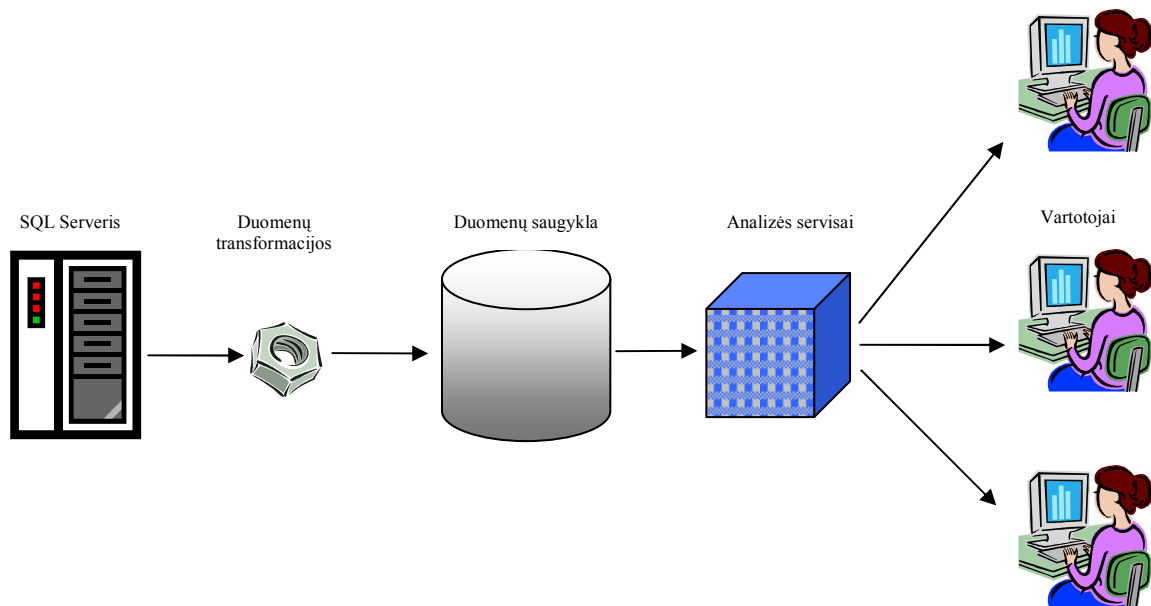 SQL Serveris
Duomenų
transformacijos
Duomenų saugykla
Analizės servisai
Vartotojai